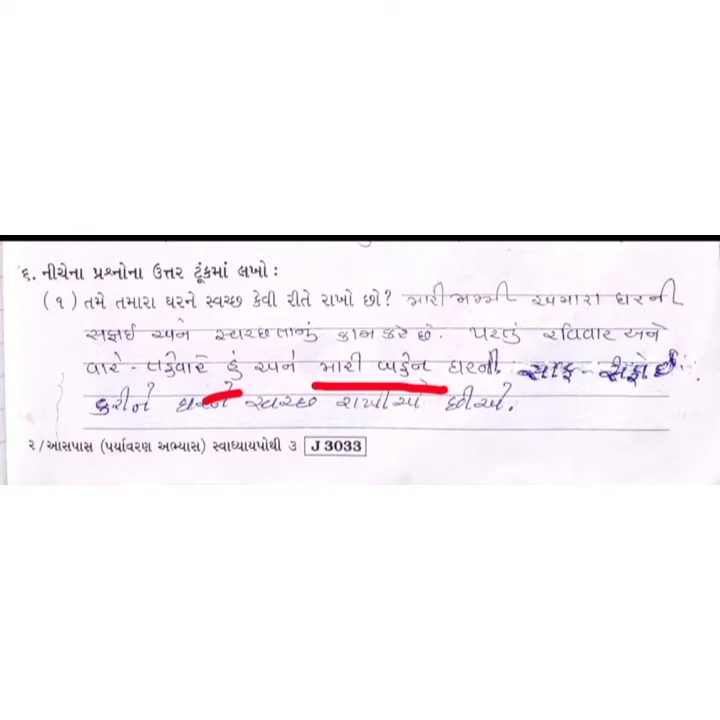 ૬. નીચેના પ્રશ્નોના ઉત્તર ટૂંકમાં લખો :
(૧) તમે તમારા ઘરને સ્વચ્છ કેવી રીતે રાખો છો? મારી મમ્મી અમારા ઘરની
સફાઈ અને સ્વચ્છતાનું કામ કરે છે. પરંતુ રવિવાર અને
વારે-તહેવારે હું અને મારી બહેન ઘરની સાફ-સફાઈ
કરીને ઘરને સ્વચ્છ રાખીએ છીએ.
૨/આસપાસ (પર્યાવરણ અભ્યાસ) સ્વાધ્યાયપોથી ૩ J 3033